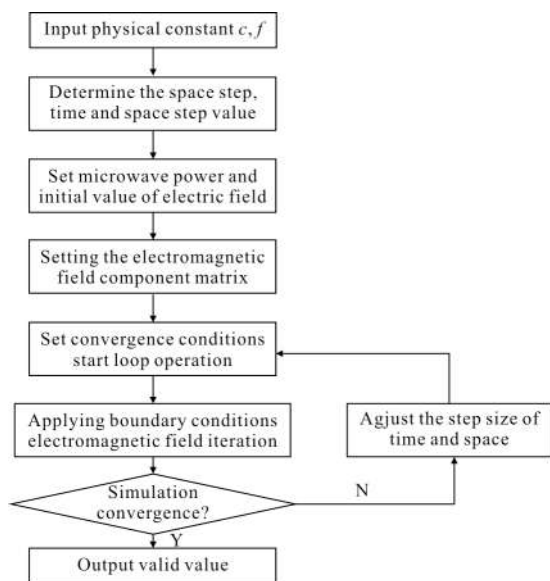 Input physical constant c, f
Determine the space step,
time and space step value
Set microwave power and
initial value of electric field
Setting the electromagnetic
field component matrix
Set convergence conditions
start loop operation
Applying boundary conditions
electromagnetic field iteration
Agjust the step size of
time and space
Simulation
convergence?
N
Y
Output valid value